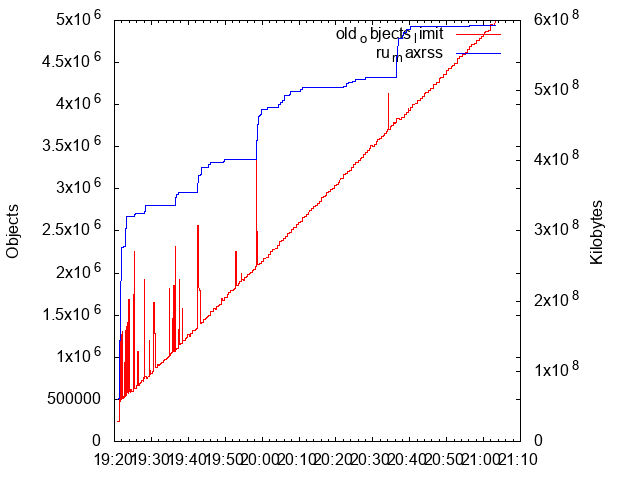 5x10^6 6x10^8
old_objects_limit
ru_maxrss
4.5x10^6
4x10^6 5x10^8
3.5x10^6 4x10^8
3x10^6
2.5x10^6 3x10^8
Objects Kilobytes
2x10^6
1.5x10^6 2x10^8
1x10^6 1x10^8
500000
0 0
19:20 19:30 19:40 19:50 20:00 20:10 20:20 20:30 20:40 20:50 21:00 21:10